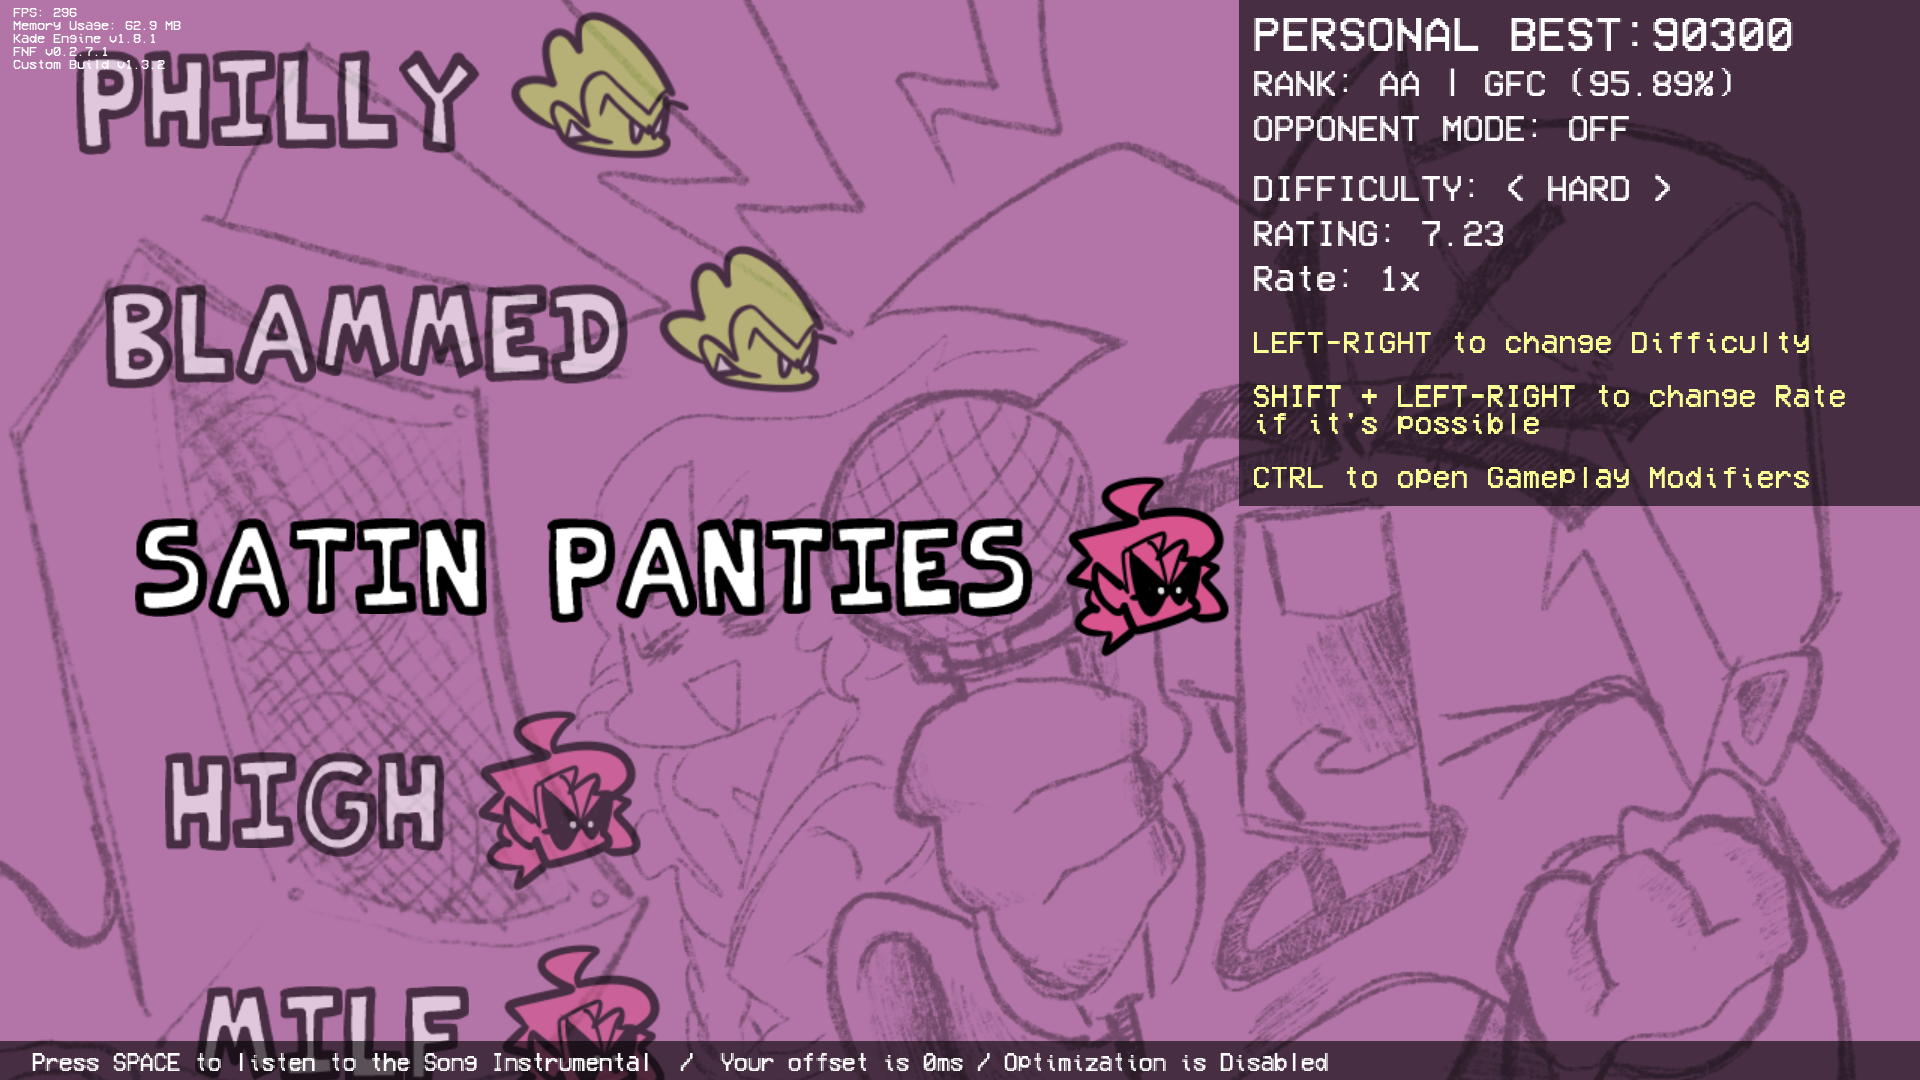 FPS: 296
Memory Usage: 62.9 MB
Kade Engine v1.8.1
FNF v0.2.7.1
Custom Build v1.3.2
PHILLY
BLAMMED
SATIN PANTIES
HIGH
MILF
PERSONAL BEST:90300
RANK: AA | GFC (95.89%)
OPPONENT MODE: OFF
DIFFICULTY: < HARD >
RATING: 7.23
Rate: 1x
LEFT-RIGHT to change Difficulty
SHIFT + LEFT-RIGHT to change Rate
if it's possible
CTRL to open Gameplay Modifiers
Press SPACE to listen to the Song Instrumental / Your offset is 0ms / Optimization is Disabled